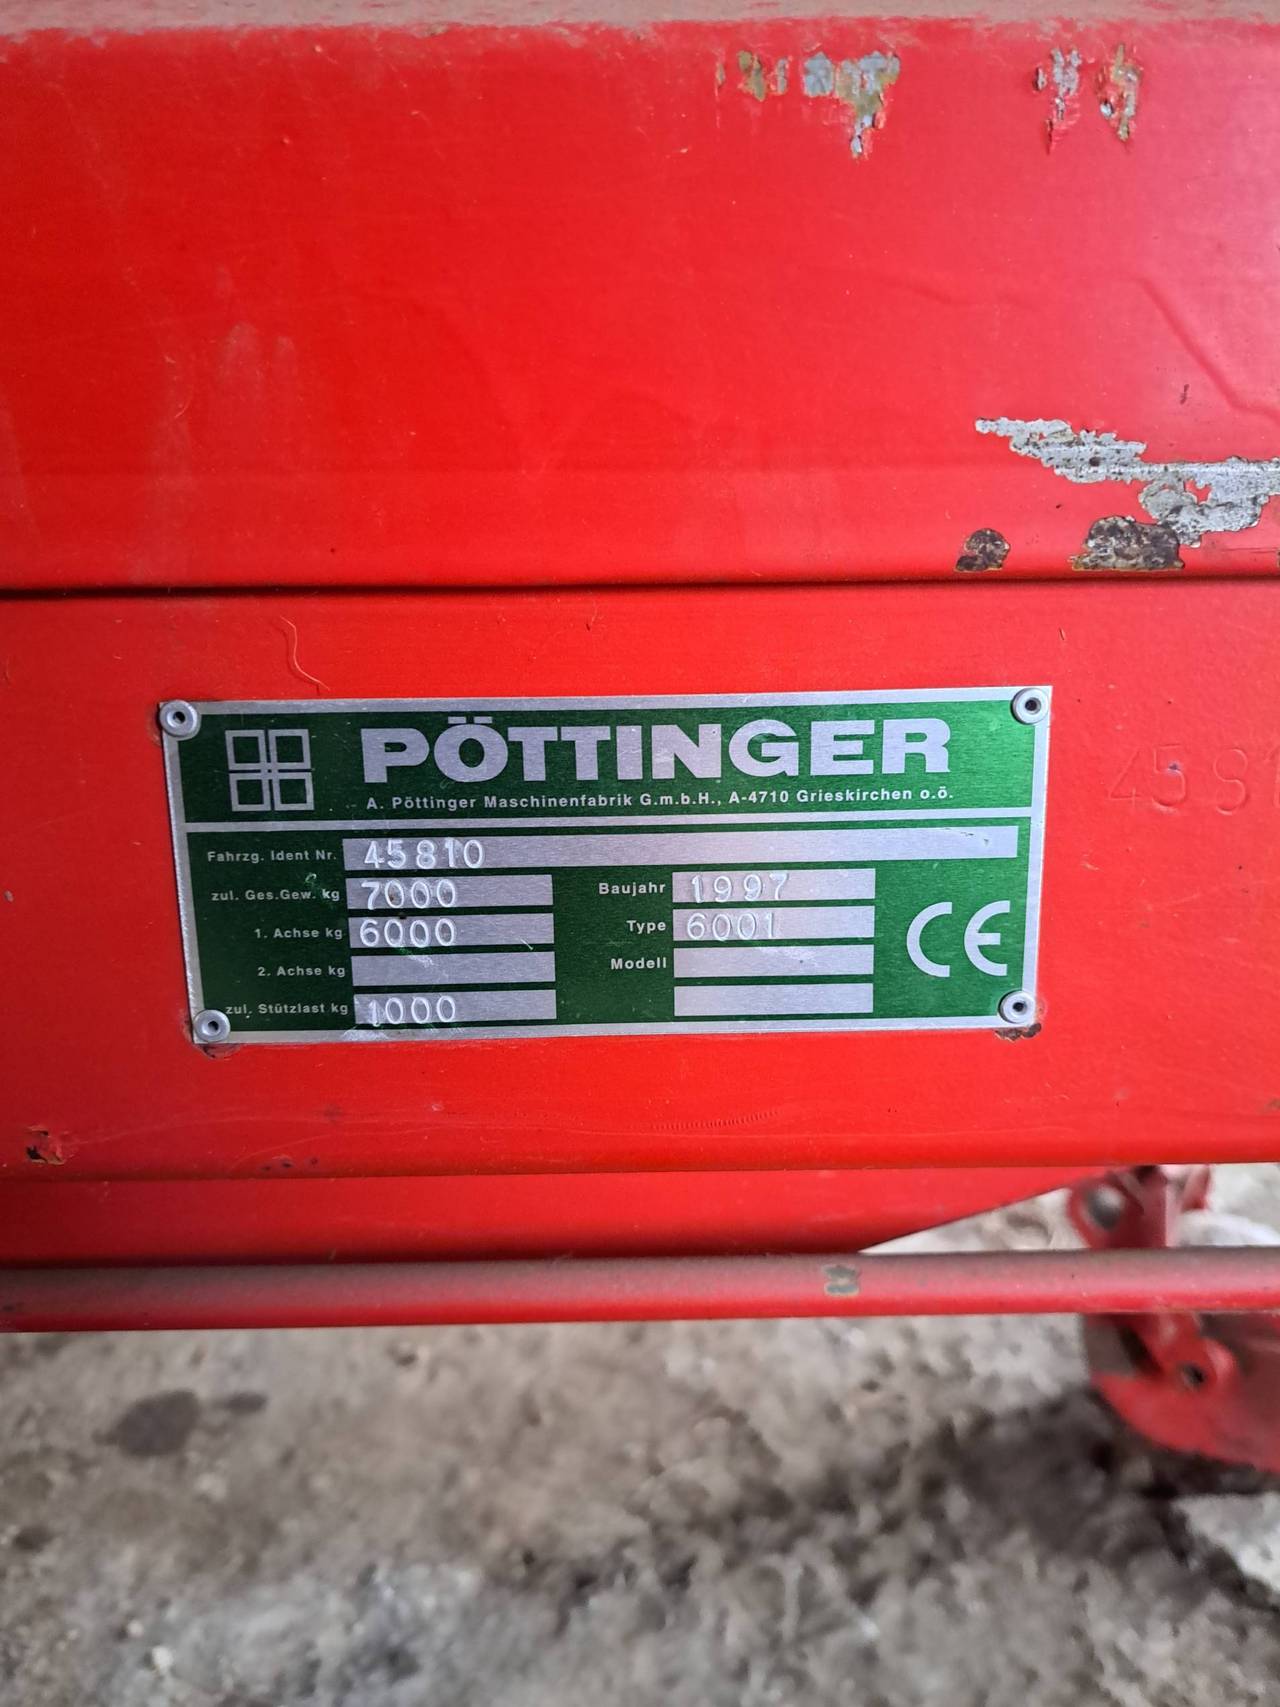 PÖTTINGER
A. Pöttinger Maschinenfabrik G.m.b.H., A-4710 Grieskirchen o.ö.
Fahrzg. Ident Nr. 45810
zul. Ges.Gew. kg 7000 Baujahr 1997
1. Achse kg 6000 Type 6001
2. Achse kg Modell
zul. Stützlast kg 1000
CE
4581